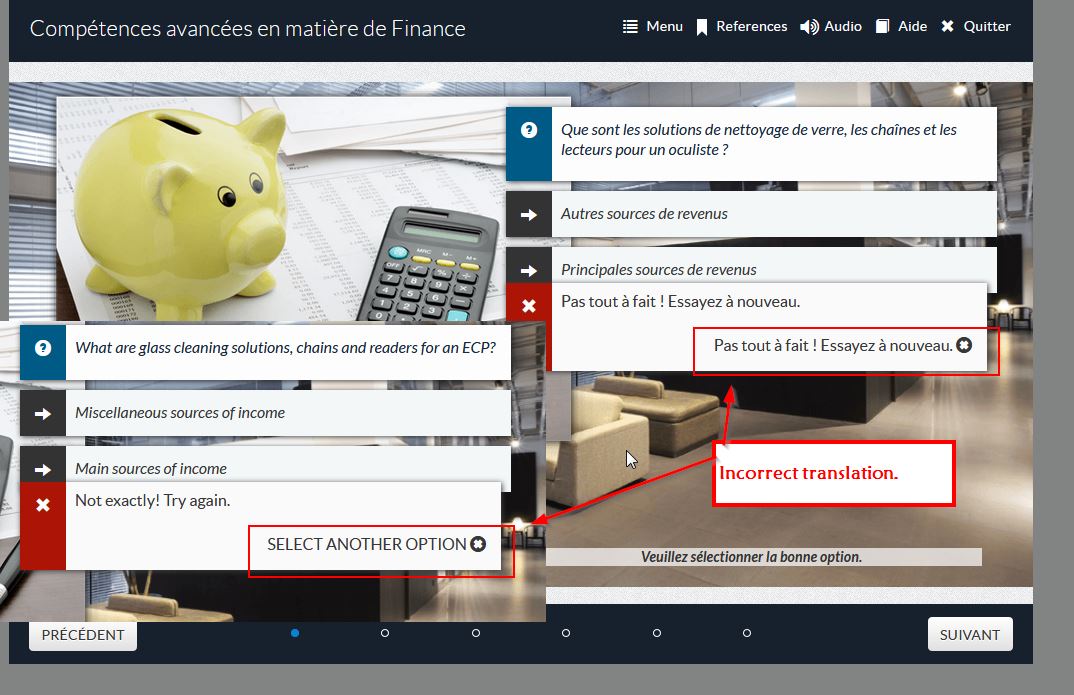 Compétences avancées en matière de Finance
Menu
References
Audio
Aide
Quitter
Que sont les solutions de nettoyage de verre, les chaînes et les
lecteurs pour un oculiste ?
Autres sources de revenus
Principales sources de revenus
Pas tout à fait ! Essayez à nouveau.
Pas tout à fait ! Essayez à nouveau.
What are glass cleaning solutions, chains and readers for an ECP?
Miscellaneous sources of income
Main sources of income
Not exactly! Try again.
SELECT ANOTHER OPTION
Incorrect translation.
Veuillez sélectionner la bonne option.
PRÉCÉDENT
SUIVANT